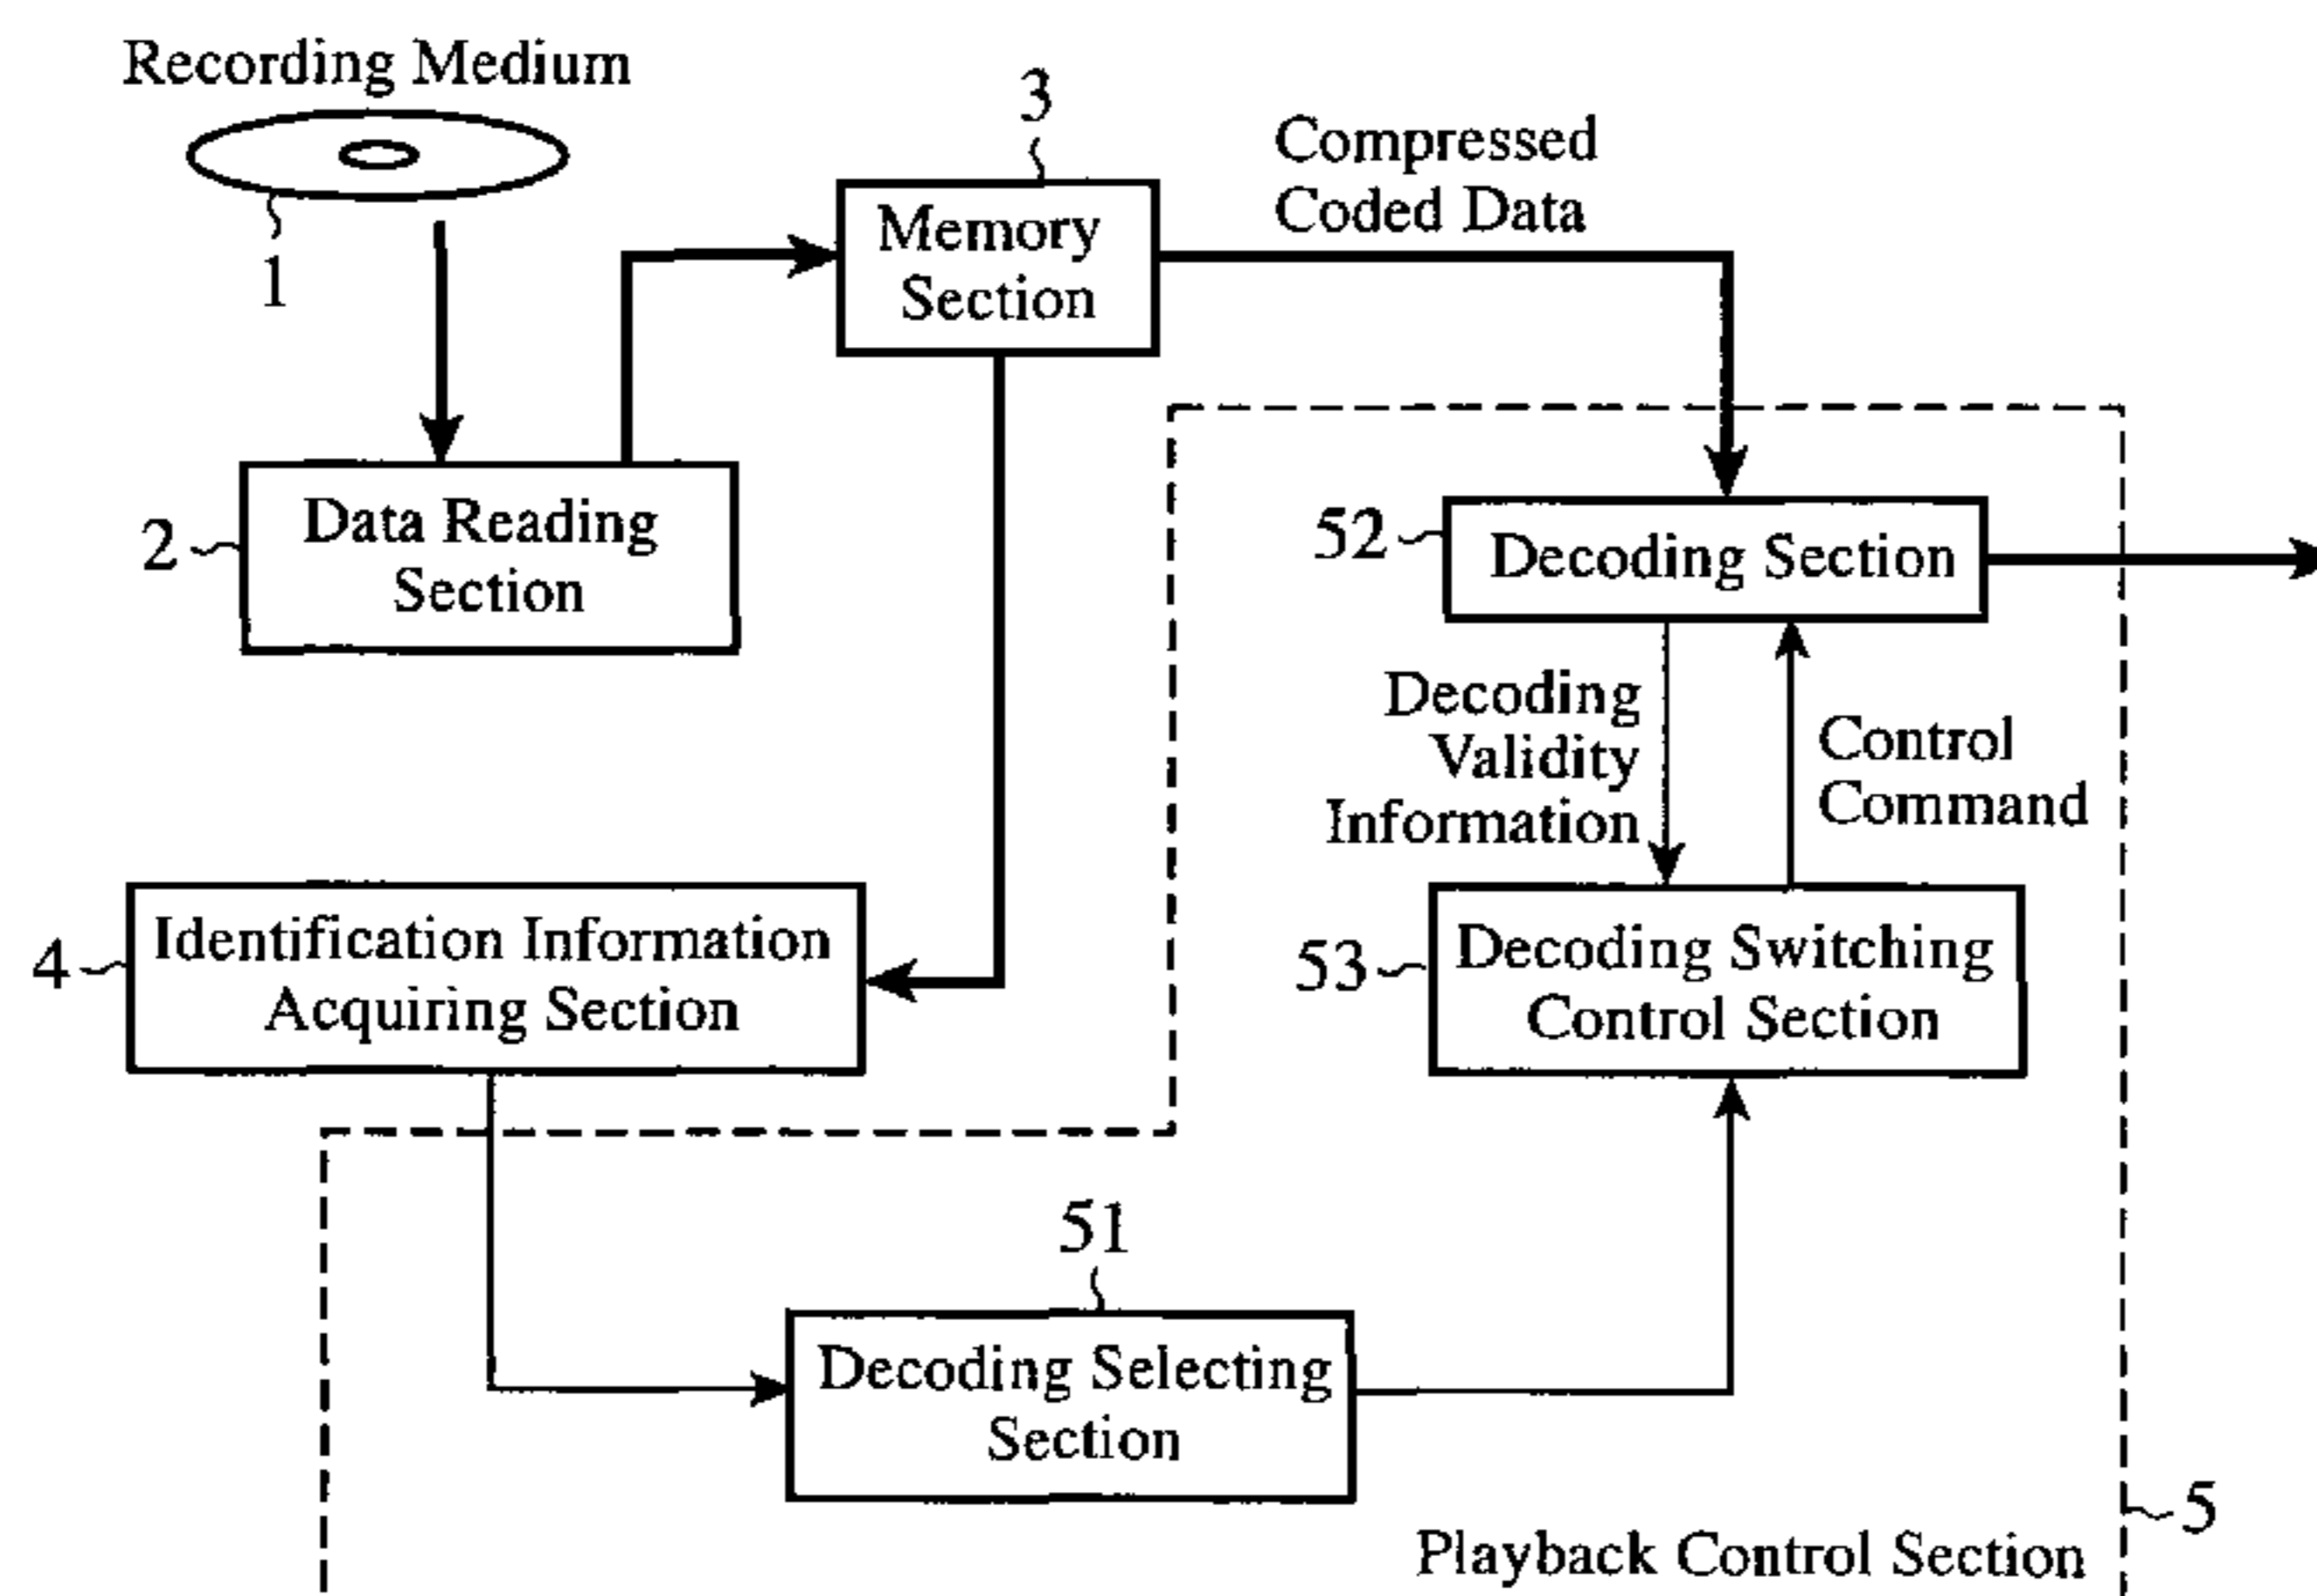 Recording Medium
1
3
Memory
Section
Compressed
Coded Data
2
Data Reading
Section
52
Decoding Section
Decoding
Validity
Information
Control
Command
4
Identification Information
Acquiring Section
53
Decoding Switching
Control Section
51
Decoding Selecting
Section
5
Playback Control Section